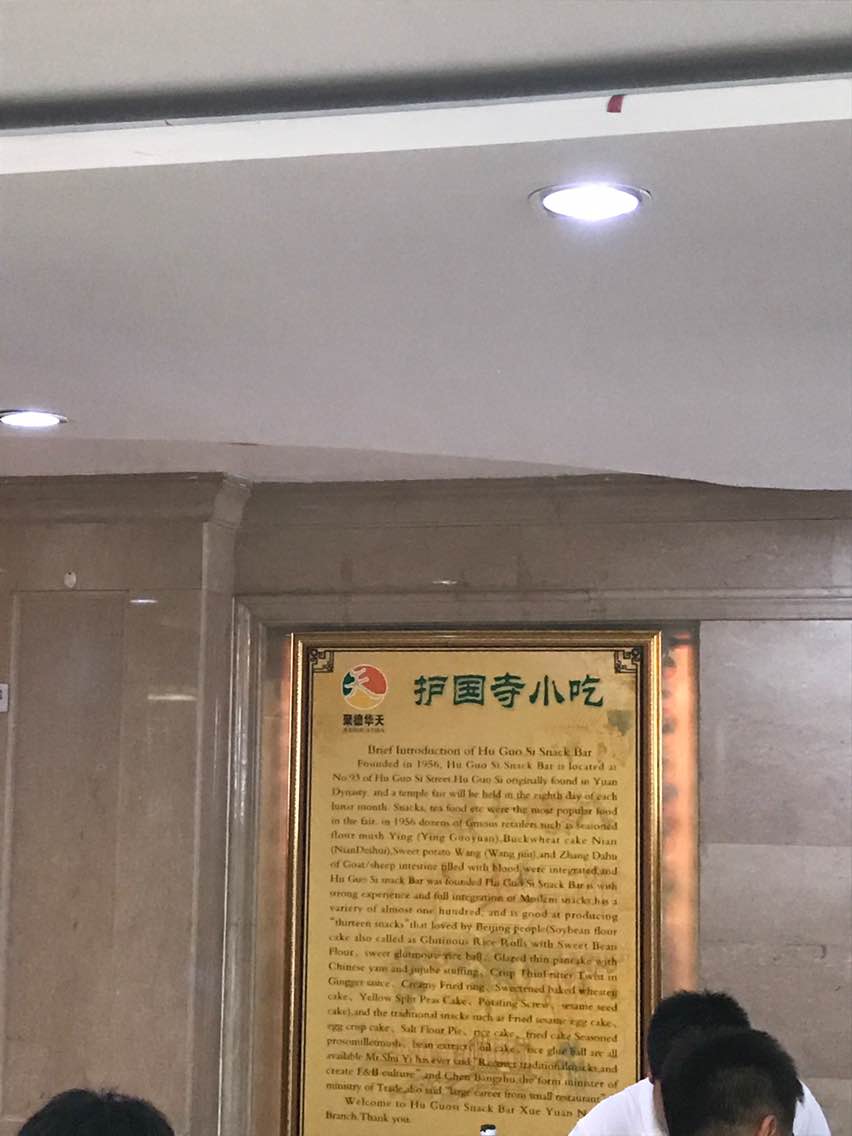 护国寺小吃
聚德华天
Brief Introduction of Hu Guo Si Snack Bar
Founded in 1956, Hu Guo Si Snack Bar is located at
No 93 of Hu Guo Si Street.Hu Guo Si originally found in Yuan
Dynasty, and a temple fair will be held in the eighth day of each
lunar month. Snacks, tea food etc were the most popular food
in the fair. in 1956 dozens of famous retailers such as seasoned
flour mush Ying (Ying Guoyuan),Buckwheat cake Nian
(NianDeshui),Sweet potato Wang (Wang jin),and Zhang Dahu
of Goat/sheep intestine filled with blood,were integrated,and
Hu Guo Si snack Bar was founded Hu Guo Si Snack Bar is with
strong experience and full integration of Moslem snacks,has a
variety of almost one hundred, and is good at producing
"thirteen snacks"that loved by Beijing people(Soybean flour
cake also called as Glutinous Rice Rolls with Sweet Bean
Flour、sweet glutinous rice ball、Glazed thin pancake with
Chinese yam and jujube stuffing、Crisp Thin Fritter Twist in
Gingger sauce、Creamy Fried ring、Sweetened baked wheaten
cake、Yellow Split Peas Cake、Potating Screw、sesame seed
cake),and the traditional snacks such as Fried sesame egg cake、
egg crisp cake、Salt Flour Pie、rice cake、fried cake Seasoned
prosomilletmush、bean extract、oil cake、rice glue ball are all
available Mr.Shu Yi has ever said "Recover traditional snacks,and
create F&B culture",and Chen Bangzhu,the form minister of
ministry of Trade,also said "large career from small restaurant"
Welcome to Hu Guosi Snack Bar Xue Yuan
Branch.Thank you.